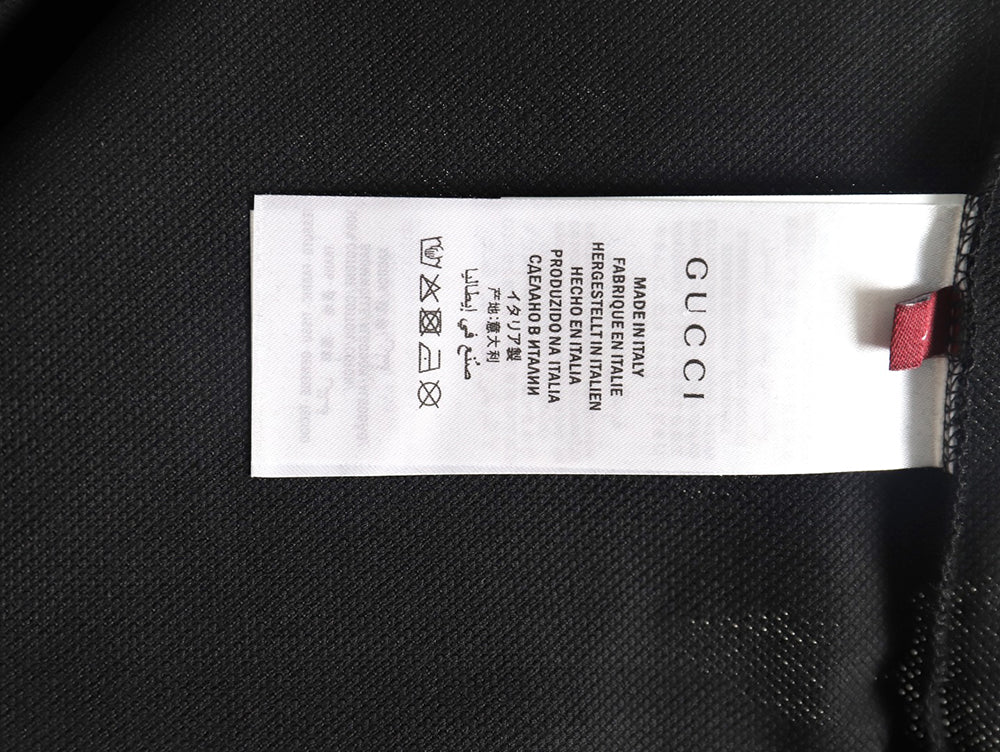 GUCCI
MADE IN ITALY
FABRIQUE EN ITALIE
HERGESTELLT IN ITALIEN
HECHO EN ITALIA
PRODUZIDO NA ITALIA
СДЕЛАНО В ИТАЛИИ
イタリア製
产地:意大利
صُنع في إيطاليا